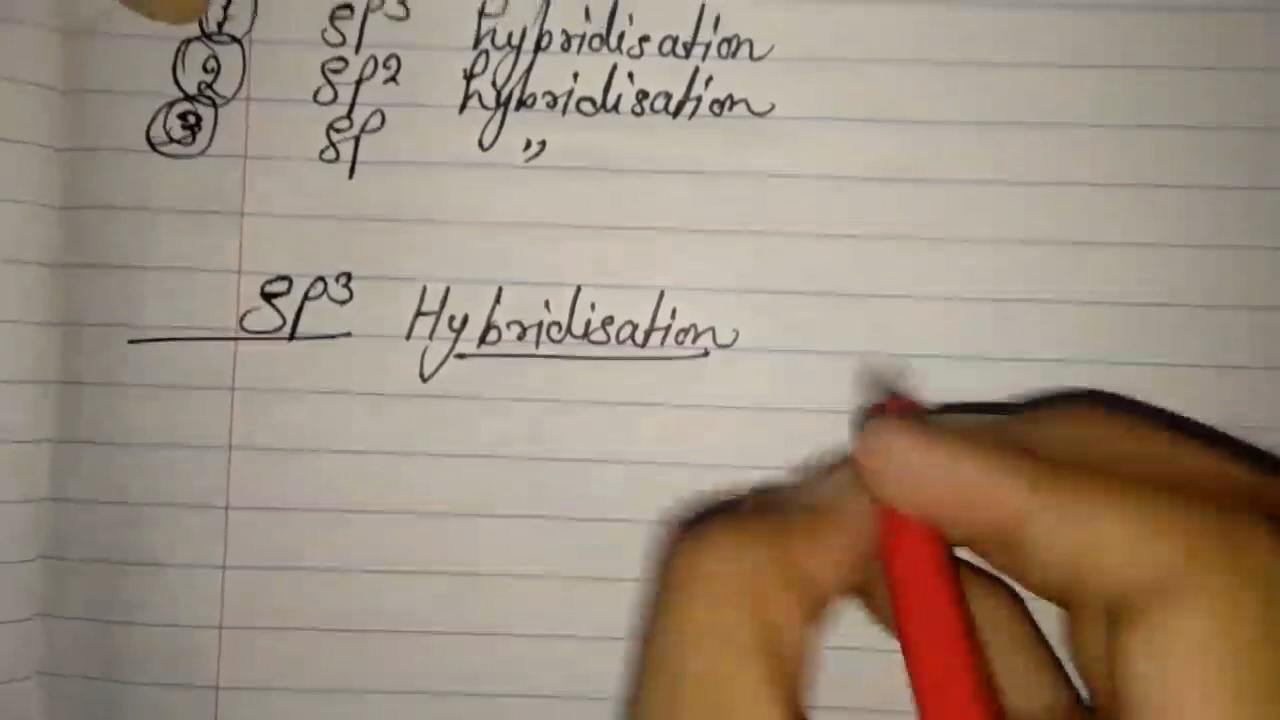 ① SP3 hybridisation
② SP2 hybridisation
③ SP „
SP3 Hybridisation